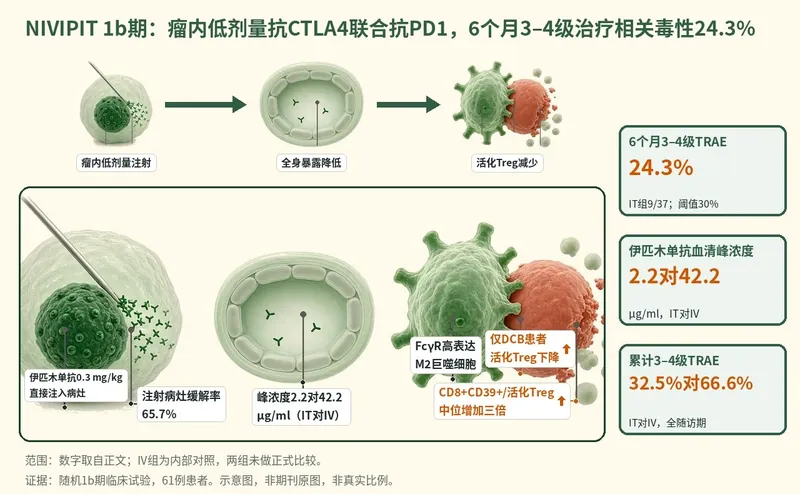 NIVIPIT 1b期：瘤内低剂量抗CTLA4联合抗PD1，6个月3–4级治疗相关毒性24.3%
瘤内低剂量注射
全身暴露降低
活化Treg减少
伊匹木单抗0.3 mg/kg
直接注入病灶
注射病灶缓解率
65.7%
峰浓度2.2对42.2
μg/ml（IT对IV）
FcγR高表达
M2巨噬细胞
仅DCB患者
活化Treg下降
CD8+CD39+/活化Treg
中位增加三倍
6个月3–4级TRAE
24.3%
IT组9/37；阈值30%
伊匹木单抗血清峰浓度
2.2对42.2
μg/ml，IT对IV
累计3–4级TRAE
32.5%对66.6%
IT对IV，全随访期
范围：数字取自正文；IV组为内部对照，两组未做正式比较。
证据：随机1b期临床试验，61例患者。示意图，非期刊原图，非真实比例。